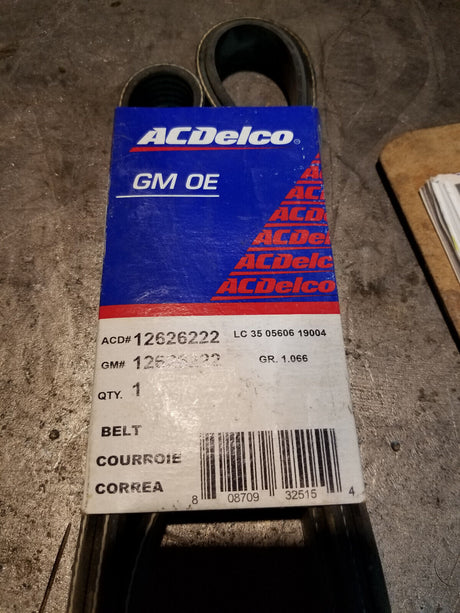 ACDelco®
GM OE
ACDelco
ACDelco
ACDelco
ACDelco
ACDelco
ACDelco
ACD# 12626222 LC 35 05606 19004
GM# 12626222 GR. 1.066
QTY. 1
BELT
COURROIE
CORREA
8 08709 32515 4